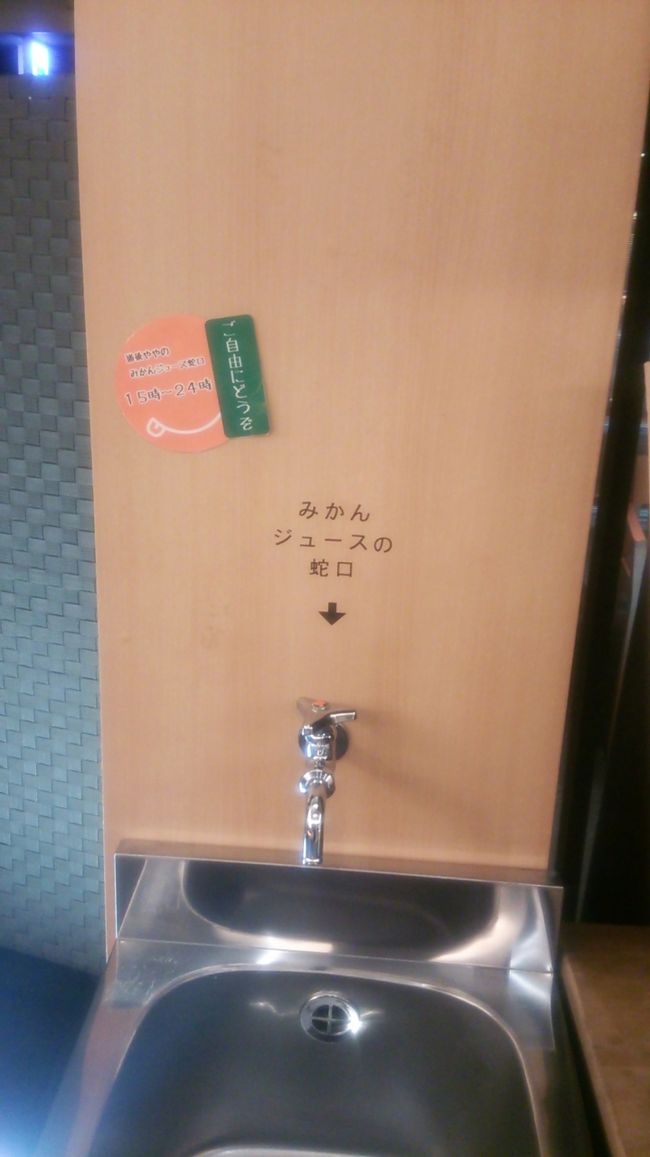 道後ややの
みかんジュース蛇口
15時〜24時
ご自由にどうぞ
みかん
ジュースの
蛇口